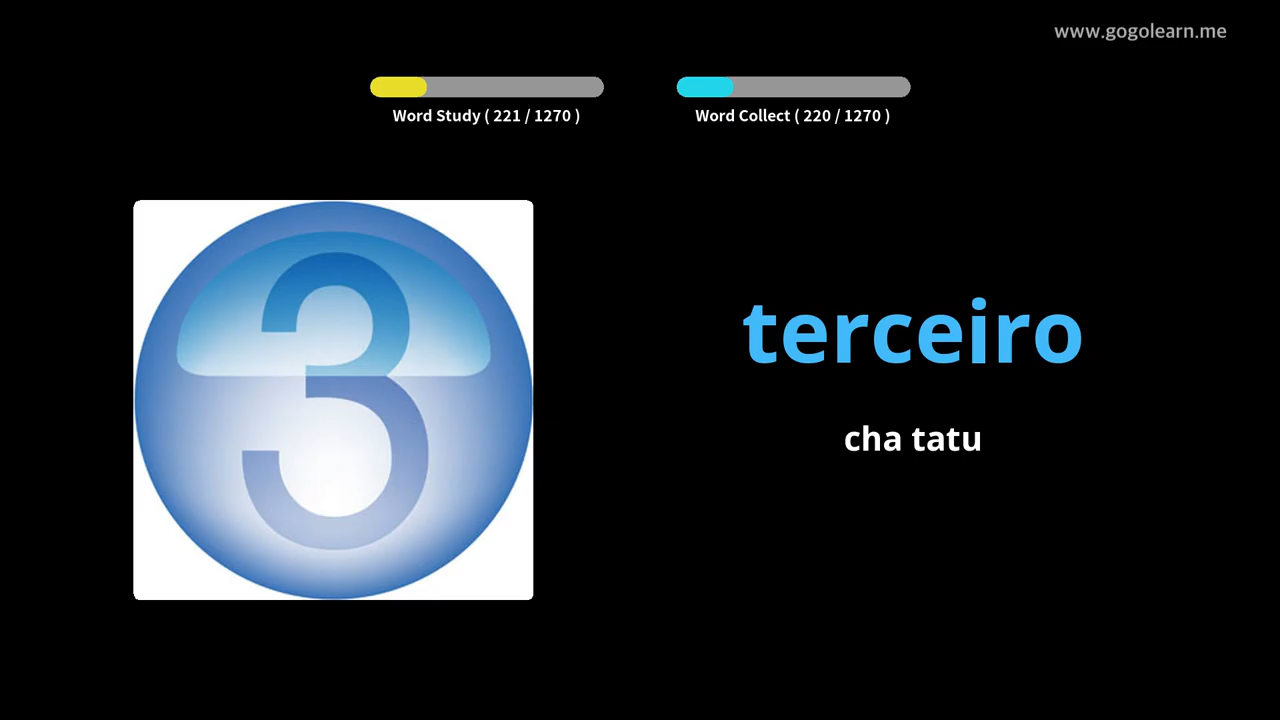 www.gogolearn.me
Word Study ( 221 / 1270 )
Word Collect ( 220 / 1270 )
3
terceiro
cha tatu